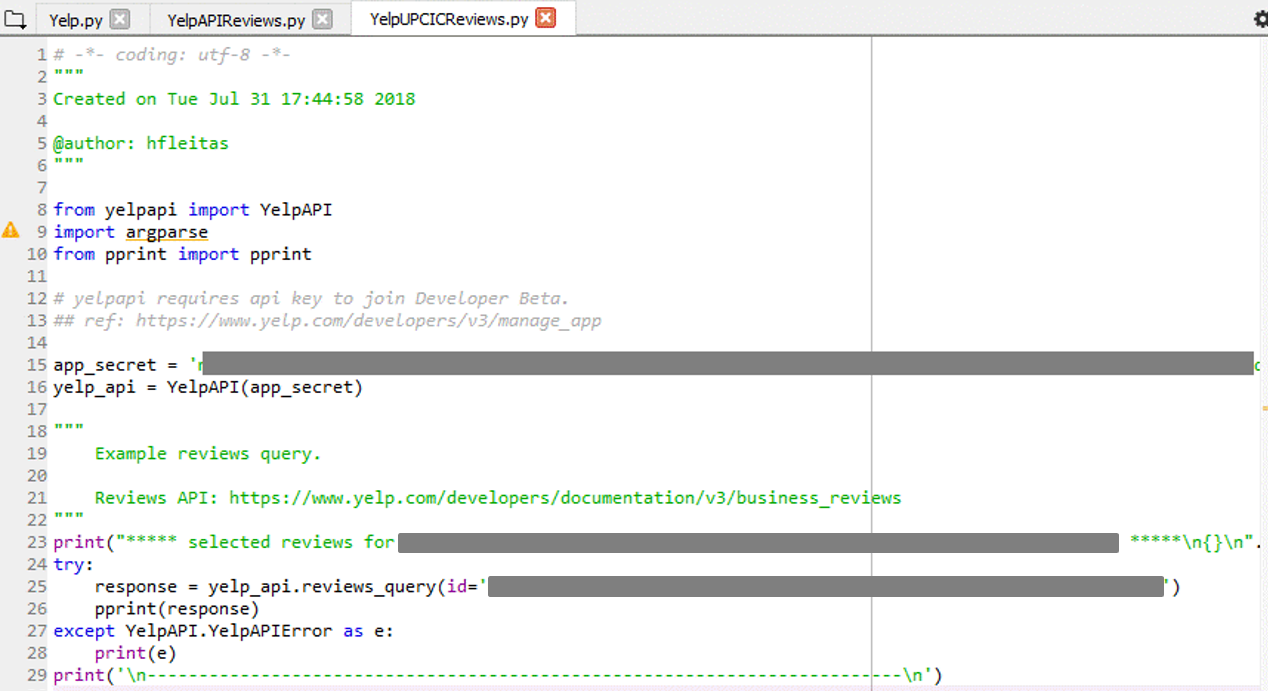 Yelp.py YelpAPIReviews.py YelpUPCICReviews.py
1 # -*- coding: utf-8 -*-
2 """
3 Created on Tue Jul 31 17:44:58 2018
4
5 @author: hfleitas
6 """
7
8 from yelpapi import YelpAPI
9 import argparse
10 from pprint import pprint
11
12 # yelpapi requires api key to join Developer Beta.
13 ## ref: https://www.yelp.com/developers/v3/manage_app
14
15 app_secret = '
16 yelp_api = YelpAPI(app_secret)
17
18 """
19     Example reviews query.
20
21     Reviews API: https://www.yelp.com/developers/documentation/v3/business_reviews
22 """
23 print("***** selected reviews for *****\n{}\n".
24 try:
25     response = yelp_api.reviews_query(id='')
26     pprint(response)
27 except YelpAPI.YelpAPIError as e:
28     print(e)
29 print('\n-------------------------------------------------------------------------\n')